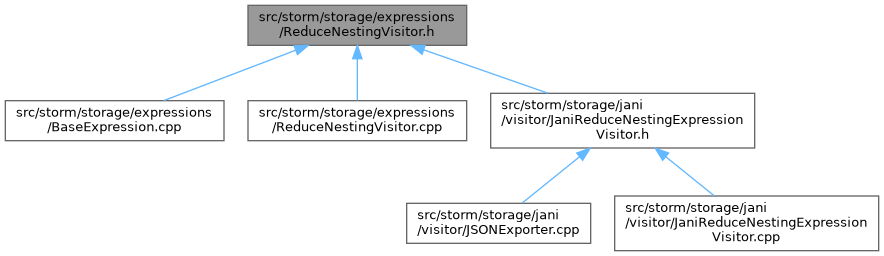 src/storm/storage/expressions
/ReduceNestingVisitor.h
src/storm/storage/expressions
/BaseExpression.cpp
src/storm/storage/expressions
/ReduceNestingVisitor.cpp
src/storm/storage/jani
/visitor/JaniReduceNestingExpression
Visitor.h
src/storm/storage/jani
/visitor/JSONExporter.cpp
src/storm/storage/jani
/visitor/JaniReduceNestingExpression
Visitor.cpp